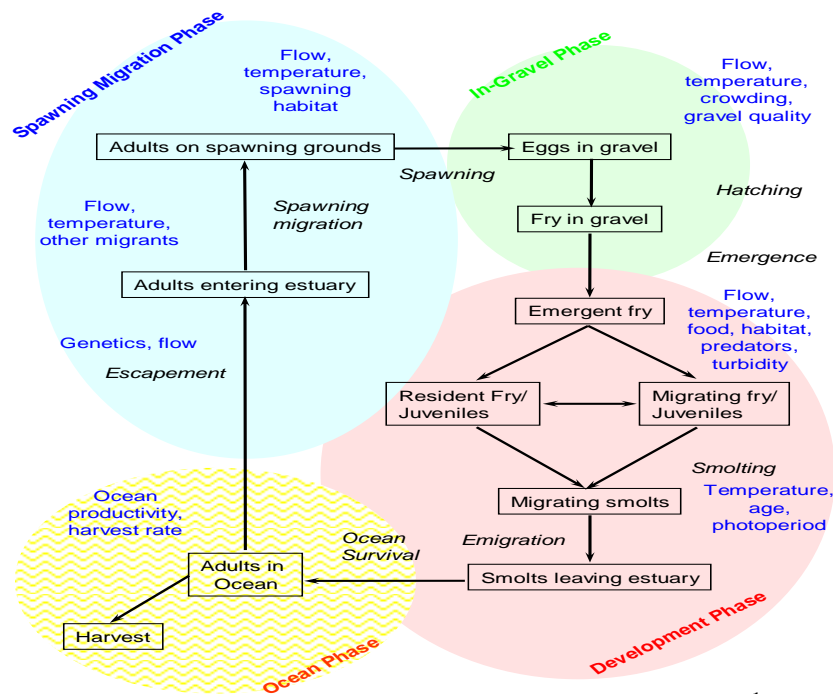 Spawning Migration Phase
Flow,
temperature,
spawning
habitat
In-Gravel Phase
Flow,
temperature,
crowding,
gravel quality
Adults on spawning grounds
Spawning
Eggs in gravel
Hatching
Flow,
temperature,
other migrants
Spawning
migration
Fry in gravel
Emergence
Adults entering estuary
Emergent fry
Flow,
temperature,
food, habitat,
predators,
turbidity
Genetics, flow
Escapement
Resident Fry/
Juveniles
Migrating fry/
Juveniles
Smolting
Temperature,
age,
photoperiod
Migrating smolts
Ocean
productivity,
harvest rate
Ocean
Survival
Emigration
Adults in
Ocean
Smolts leaving estuary
Harvest
Ocean Phase
Development Phase